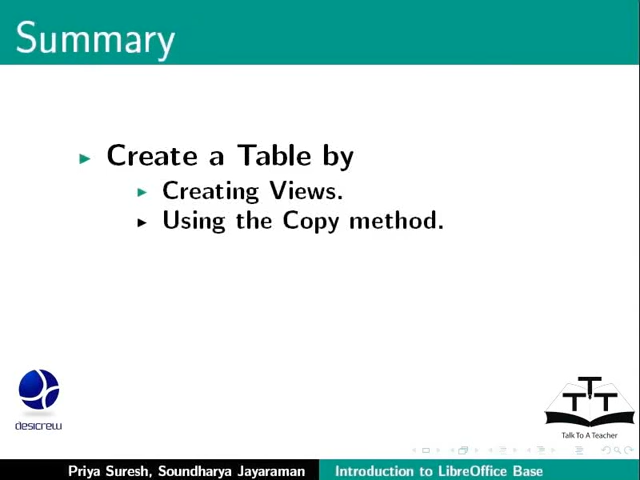 Summary
Create a Table by
Creating Views.
Using the Copy method.
desicrew
T T T
Talk To A Teacher
Priya Suresh, Soundharya Jayaraman Introduction to LibreOffice Base